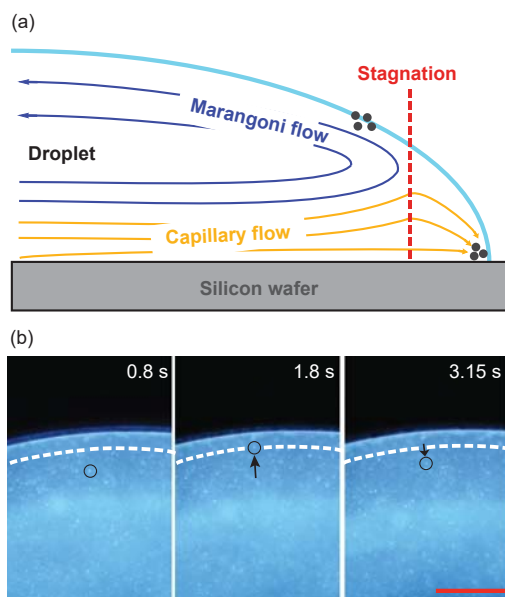 (a)
Stagnation
Marangoni flow
Droplet
Capillary flow
Silicon wafer
(b)
0.8 s
1.8 s
3.15 s